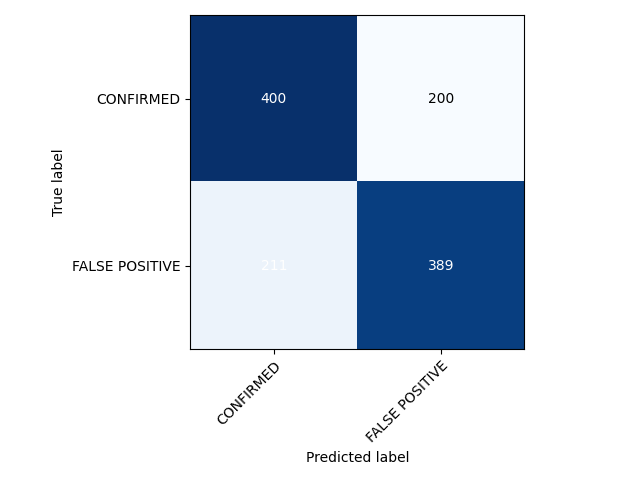 True label
CONFIRMED
400
200
FALSE POSITIVE
211
389
CONFIRMED
FALSE POSITIVE
Predicted label